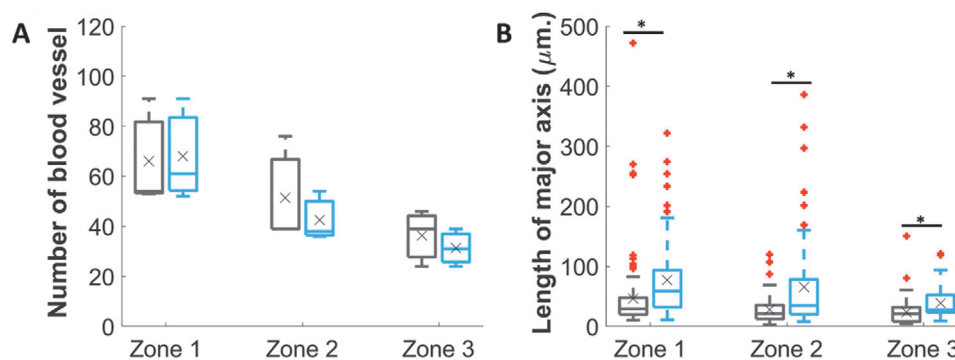 A
Number of blood vessel
120
100
80
60
40
20
0
Zone 1
Zone 2
Zone 3
B
Length of major axis (μm.)
500
400
300
200
100
0
*
*
*
Zone 1
Zone 2
Zone 3